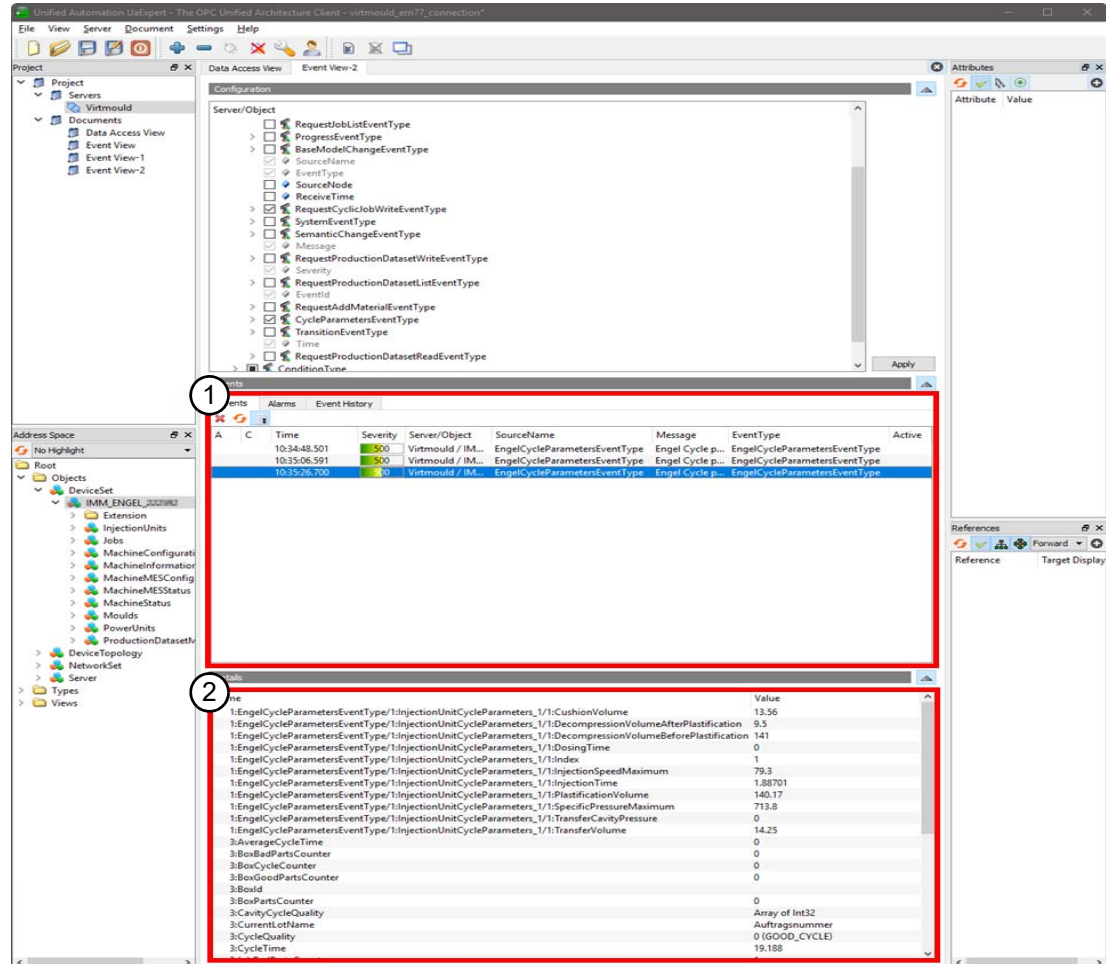 Unified Automation UaExpert - The OPC Unified Architecture Client - virtmould_em77_connection*
File View Server Document Settings Help
Project
Project
Servers
Virtmould
Documents
Data Access View
Event View
Event View-1
Event View-2
Address Space
No Highlight
Root
Objects
DeviceSet
IMM_ENGEL_
Extension
InjectionUnits
Jobs
MachineConfigurati
MachineInformation
MachineMESConfig
MachineMESStatus
MachineStatus
Moulds
PowerUnits
ProductionDatasetM
DeviceTopology
NetworkSet
Server
Types
Views
Data Access View Event View-2
Configuration
Server/Object
RequestJobListEventType
ProgressEventType
BaseModelChangeEventType
SourceName
EventType
SourceNode
ReceiveTime
RequestCyclicJobWriteEventType
SystemEventType
SemanticChangeEventType
Message
RequestProductionDatasetWriteEventType
Severity
RequestProductionDatasetListEventType
EventId
RequestAddMaterialEventType
CycleParametersEventType
TransitionEventType
Time
RequestProductionDatasetReadEventType
ConditionType
Apply
1
ents
ents Alarms Event History
A C Time Severity Server/Object SourceName Message EventType Active
10:34:48.501 500 Virtmould / IM... EngelCycleParametersEventType Engel Cycle p... EngelCycleParametersEventType
10:35:06.591 500 Virtmould / IM... EngelCycleParametersEventType Engel Cycle p... EngelCycleParametersEventType
10:35:26.700 500 Virtmould / IM... EngelCycleParametersEventType Engel Cycle p... EngelCycleParametersEventType
2
tails
me Value
1:EngelCycleParametersEventType/1:InjectionUnitCycleParameters_1/1:CushionVolume 13.56
1:EngelCycleParametersEventType/1:InjectionUnitCycleParameters_1/1:DecompressionVolumeAfterPlastification 9.5
1:EngelCycleParametersEventType/1:InjectionUnitCycleParameters_1/1:DecompressionVolumeBeforePlastification 141
1:EngelCycleParametersEventType/1:InjectionUnitCycleParameters_1/1:DosingTime 0
1:EngelCycleParametersEventType/1:InjectionUnitCycleParameters_1/1:Index 1
1:EngelCycleParametersEventType/1:InjectionUnitCycleParameters_1/1:InjectionSpeedMaximum 79.3
1:EngelCycleParametersEventType/1:InjectionUnitCycleParameters_1/1:InjectionTime 1.88701
1:EngelCycleParametersEventType/1:InjectionUnitCycleParameters_1/1:PlastificationVolume 140.17
1:EngelCycleParametersEventType/1:InjectionUnitCycleParameters_1/1:SpecificPressureMaximum 713.8
1:EngelCycleParametersEventType/1:InjectionUnitCycleParameters_1/1:TransferCavityPressure 0
1:EngelCycleParametersEventType/1:InjectionUnitCycleParameters_1/1:TransferVolume 14.25
3:AverageCycleTime 0
3:BoxBadPartsCounter 0
3:BoxCycleCounter 0
3:BoxGoodPartsCounter 0
3:BoxId
3:BoxPartsCounter 0
3:CavityCycleQuality Array of Int32
3:CurrentLotName Auftragsnummer
3:CycleQuality 0 (GOOD_CYCLE)
3:CycleTime 19.188
Attributes
Attribute Value
References
Forward
Reference Target Display